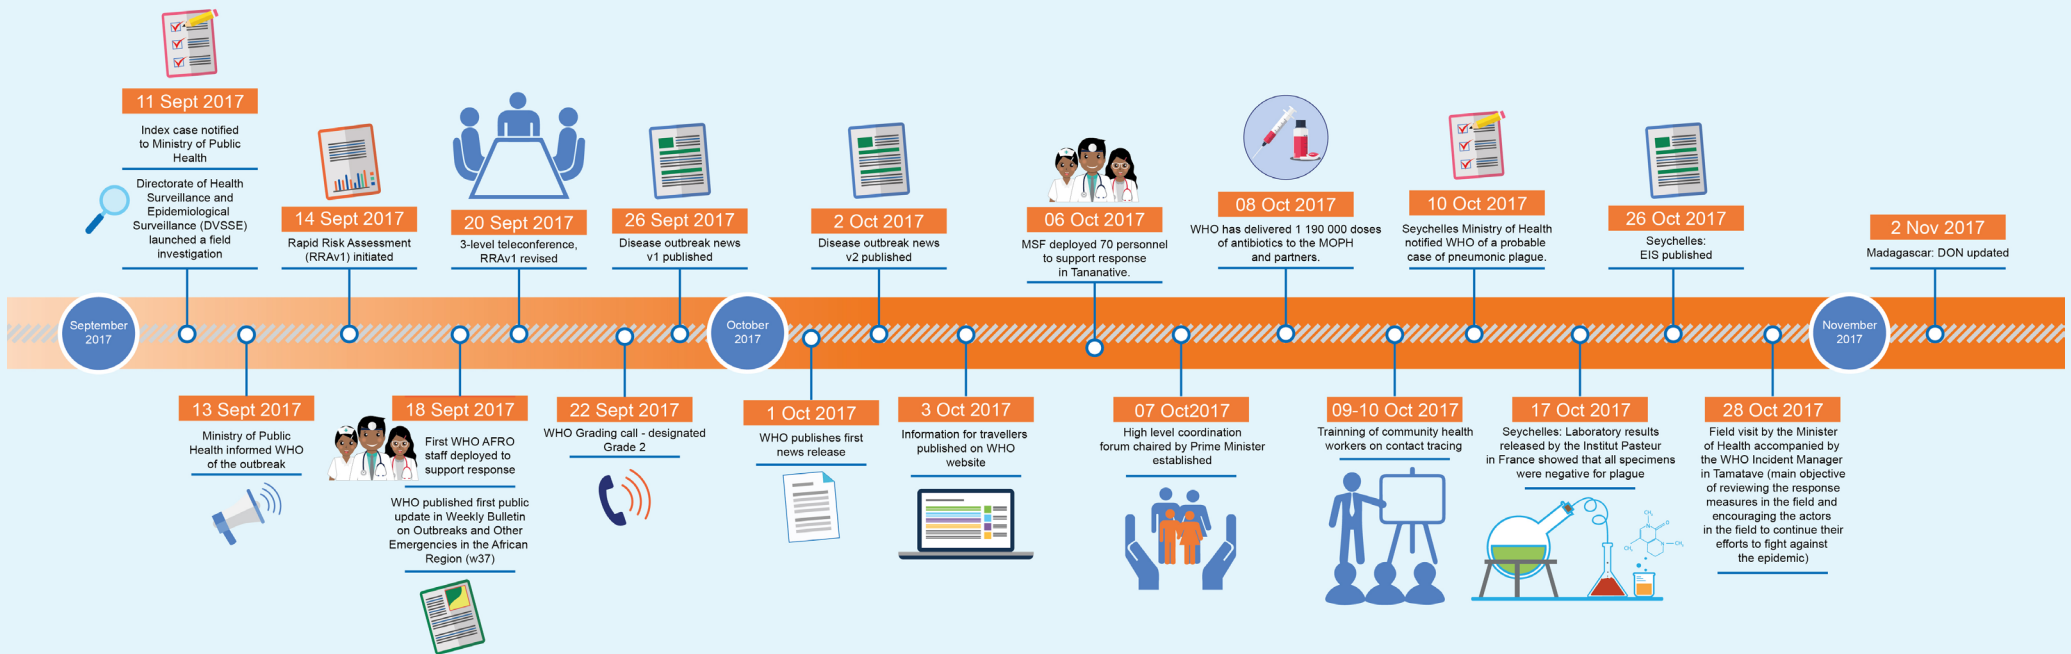 11 Sept 2017
Index case notified
to Ministry of Public
Health
Directorate of Health
Surveillance and
Epidemiological
Surveillance (DVSSE)
launched a field
investigation
14 Sept 2017
Rapid Risk Assessment
(RRAv1) initiated
20 Sept 2017
3-level teleconference,
RRAv1 revised
26 Sept 2017
Disease outbreak news
v1 published
2 Oct 2017
Disease outbreak news
v2 published
06 Oct 2017
MSF deployed 70 personnel
to support response
in Tananative.
08 Oct 2017
WHO has delivered 1 190 000 doses
of antibiotics to the MOPH
and partners.
10 Oct 2017
Seychelles Ministry of Health
notified WHO of a probable
case of pneumonic plague.
26 Oct 2017
Seychelles:
EIS published
2 Nov 2017
Madagascar: DON updated
September
2017
October
2017
November
2017
13 Sept 2017
Ministry of Public
Health informed WHO
of the outbreak
18 Sept 2017
First WHO AFRO
staff deployed to
support response
WHO published first public
update in Weekly Bulletin
on Outbreaks and Other
Emergencies in the African
Region (w37)
22 Sept 2017
WHO Grading call - designated
Grade 2
1 Oct 2017
WHO publishes first
news release
3 Oct 2017
Information for travellers
published on WHO
website
07 Oct2017
High level coordination
forum chaired by Prime Minister
established
09-10 Oct 2017
Trainning of community health
workers on contact tracing
17 Oct 2017
Seychelles: Laboratory results
released by the Institut Pasteur
in France showed that all specimens
were negative for plague
28 Oct 2017
Field visit by the Minister
of Health accompanied by
the WHO Incident Manager
in Tamatave (main objective
of reviewing the response
measures in the field and
encouraging the actors
in the field to continue their
efforts to fight against
the epidemic)